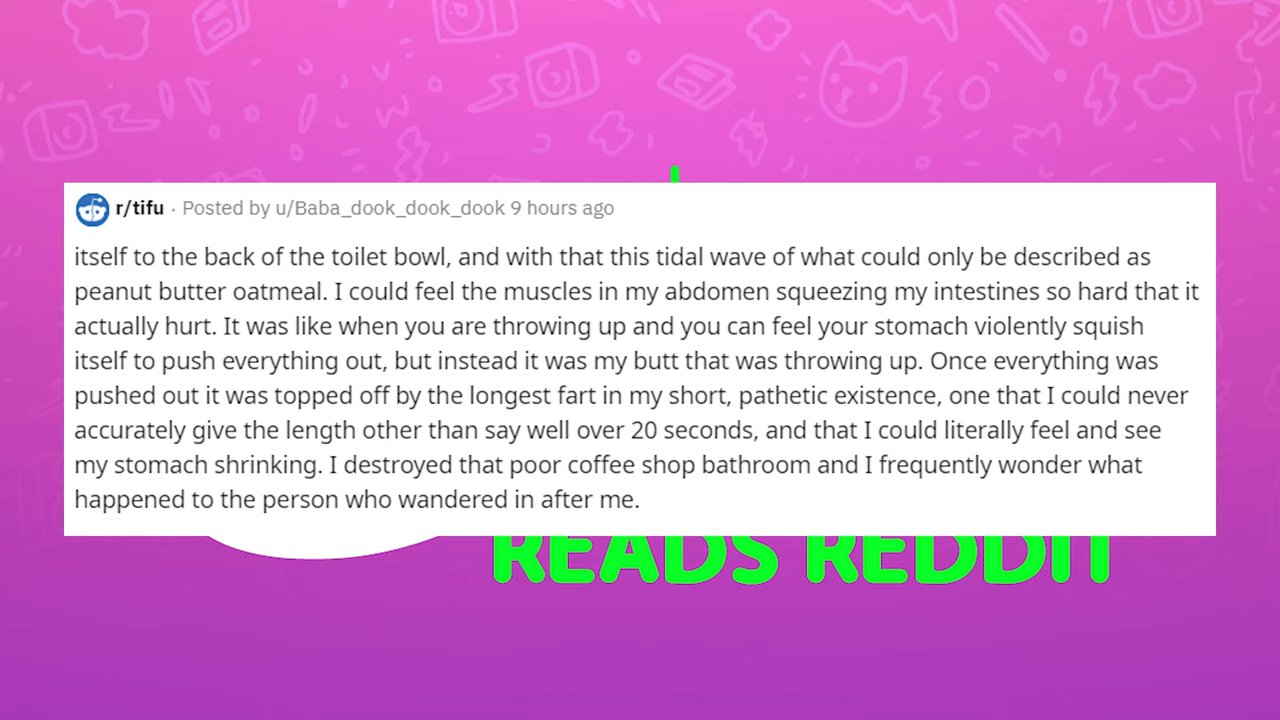 r/tifu · Posted by u/Baba_dook_dook_dook 9 hours ago
itself to the back of the toilet bowl, and with that this tidal wave of what could only be described as
peanut butter oatmeal. I could feel the muscles in my abdomen squeezing my intestines so hard that it
actually hurt. It was like when you are throwing up and you can feel your stomach violently squish
itself to push everything out, but instead it was my butt that was throwing up. Once everything was
pushed out it was topped off by the longest fart in my short, pathetic existence, one that I could never
accurately give the length other than say well over 20 seconds, and that I could literally feel and see
my stomach shrinking. I destroyed that poor coffee shop bathroom and I frequently wonder what
happened to the person who wandered in after me.
READS REDDIT